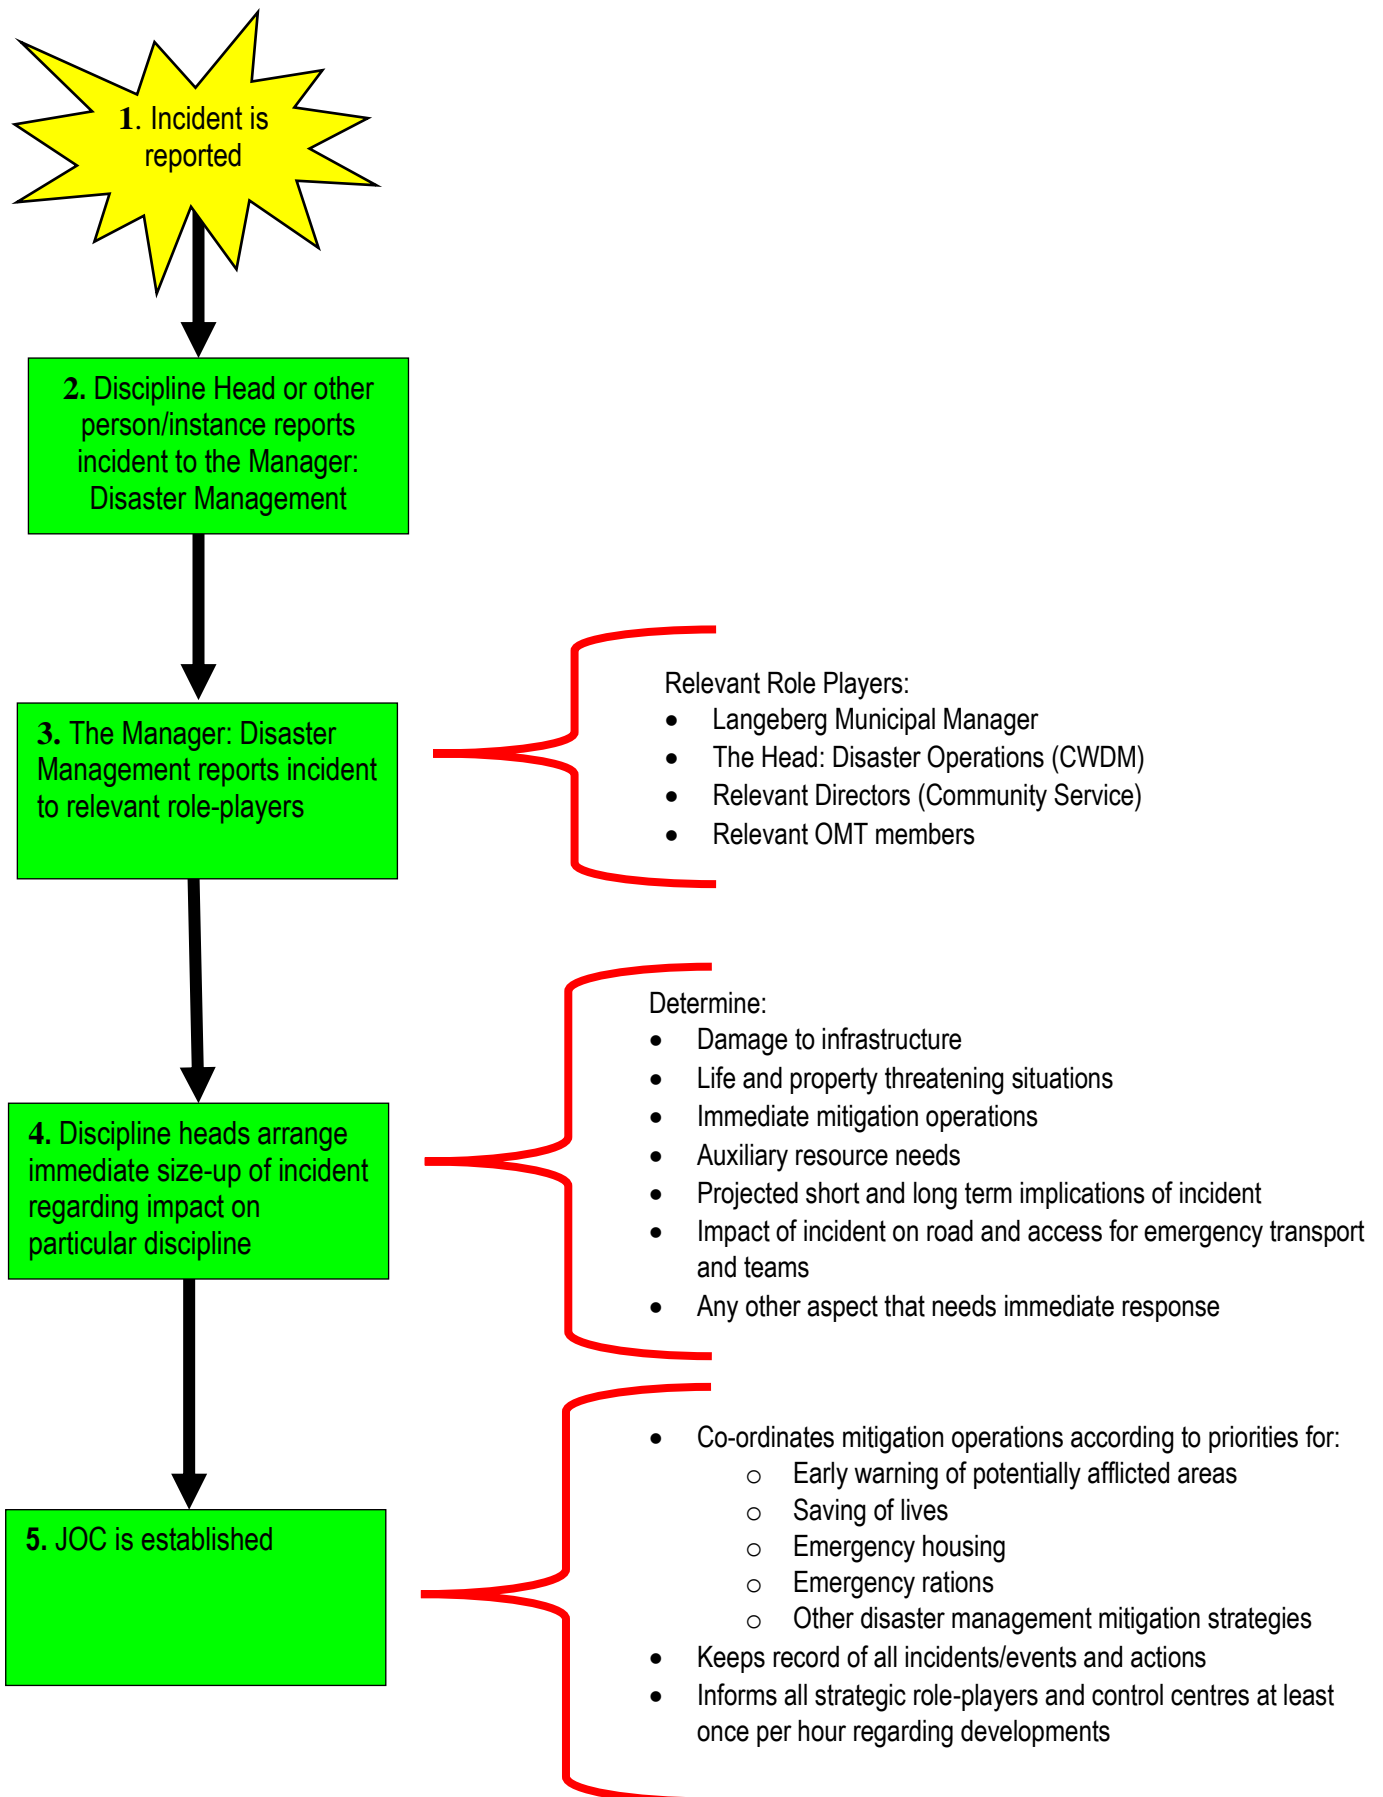 1. Incident is
reported
2. Discipline Head or other
person/instance reports
incident to the Manager:
Disaster Management
3. The Manager: Disaster
Management reports incident
to relevant role-players
Relevant Role Players:
• Langeberg Municipal Manager
• The Head: Disaster Operations (CWDM)
• Relevant Directors (Community Service)
• Relevant OMT members
4. Discipline heads arrange
immediate size-up of incident
regarding impact on
particular discipline
Determine:
• Damage to infrastructure
• Life and property threatening situations
• Immediate mitigation operations
• Auxiliary resource needs
• Projected short and long term implications of incident
• Impact of incident on road and access for emergency transport
and teams
• Any other aspect that needs immediate response
5. JOC is established
• Co-ordinates mitigation operations according to priorities for:
o Early warning of potentially afflicted areas
o Saving of lives
o Emergency housing
o Emergency rations
o Other disaster management mitigation strategies
• Keeps record of all incidents/events and actions
• Informs all strategic role-players and control centres at least
once per hour regarding developments